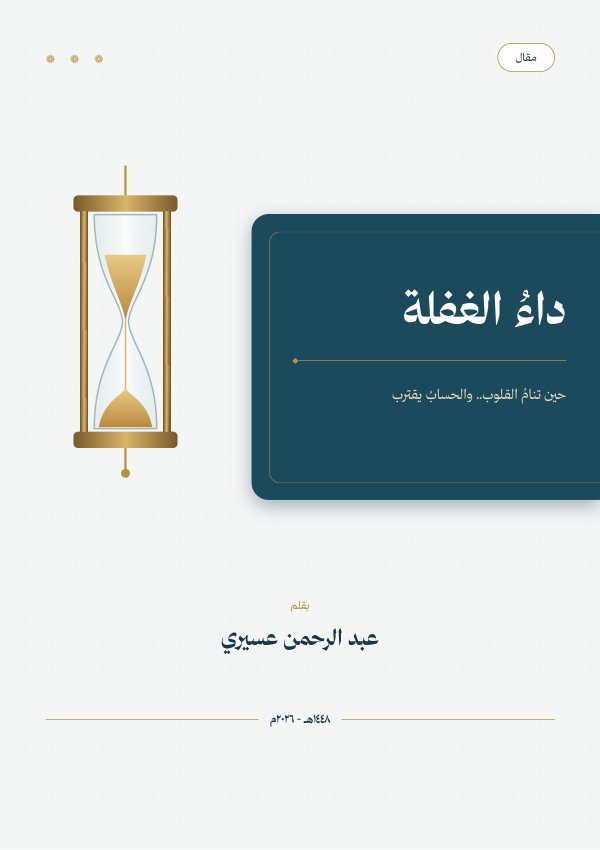 مقال
داءُ الغفلة
حين تنامُ القلوب.. والحسابُ يقترب
بقلم
عبد الرحمن عسيري
١٤٤٨هـ - ٢٠٢٦م